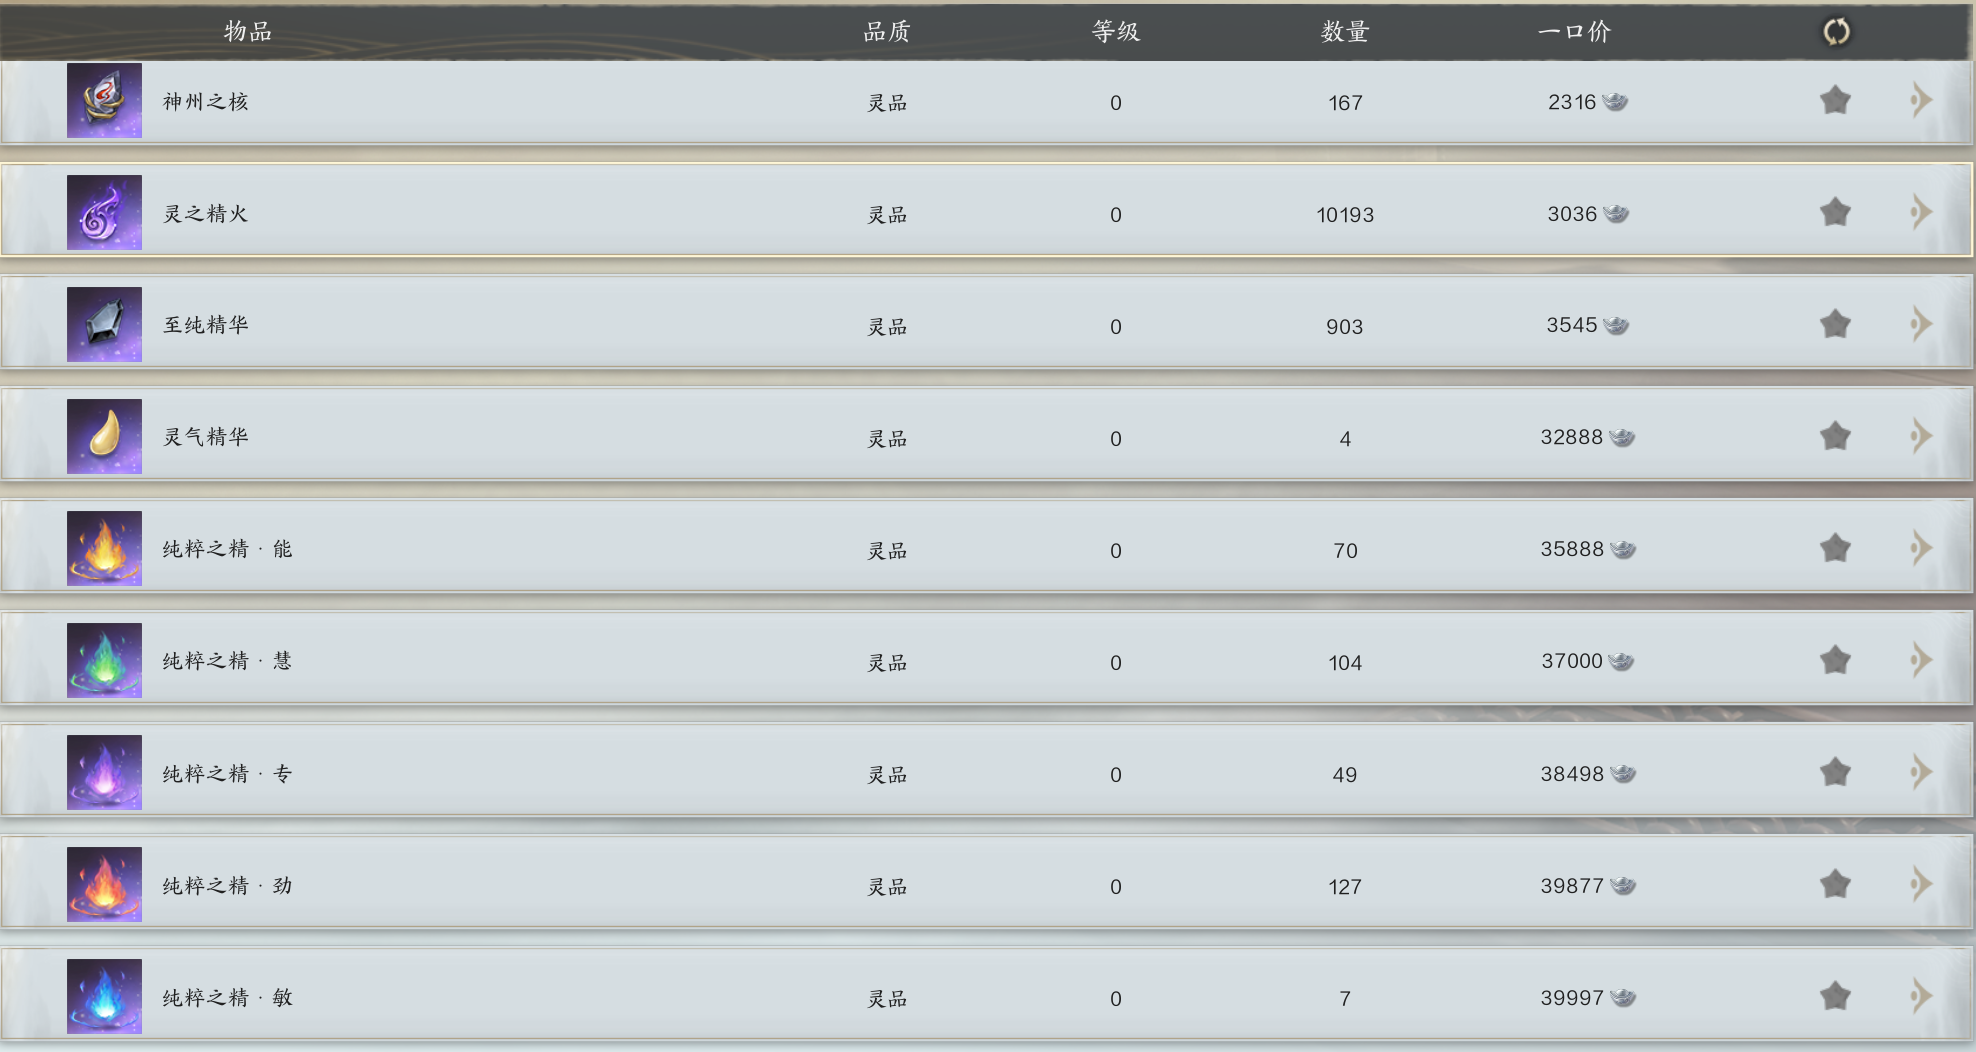 物品 品质 等级 数量 一口价
神州之核 灵品 0 167 2316
灵之精火 灵品 0 10193 3036
至纯精华 灵品 0 903 3545
灵气精华 灵品 0 4 32888
纯粹之精·能 灵品 0 70 35888
纯粹之精·慧 灵品 0 104 37000
纯粹之精·专 灵品 0 49 38498
纯粹之精·劲 灵品 0 127 39877
纯粹之精·敏 灵品 0 7 39997